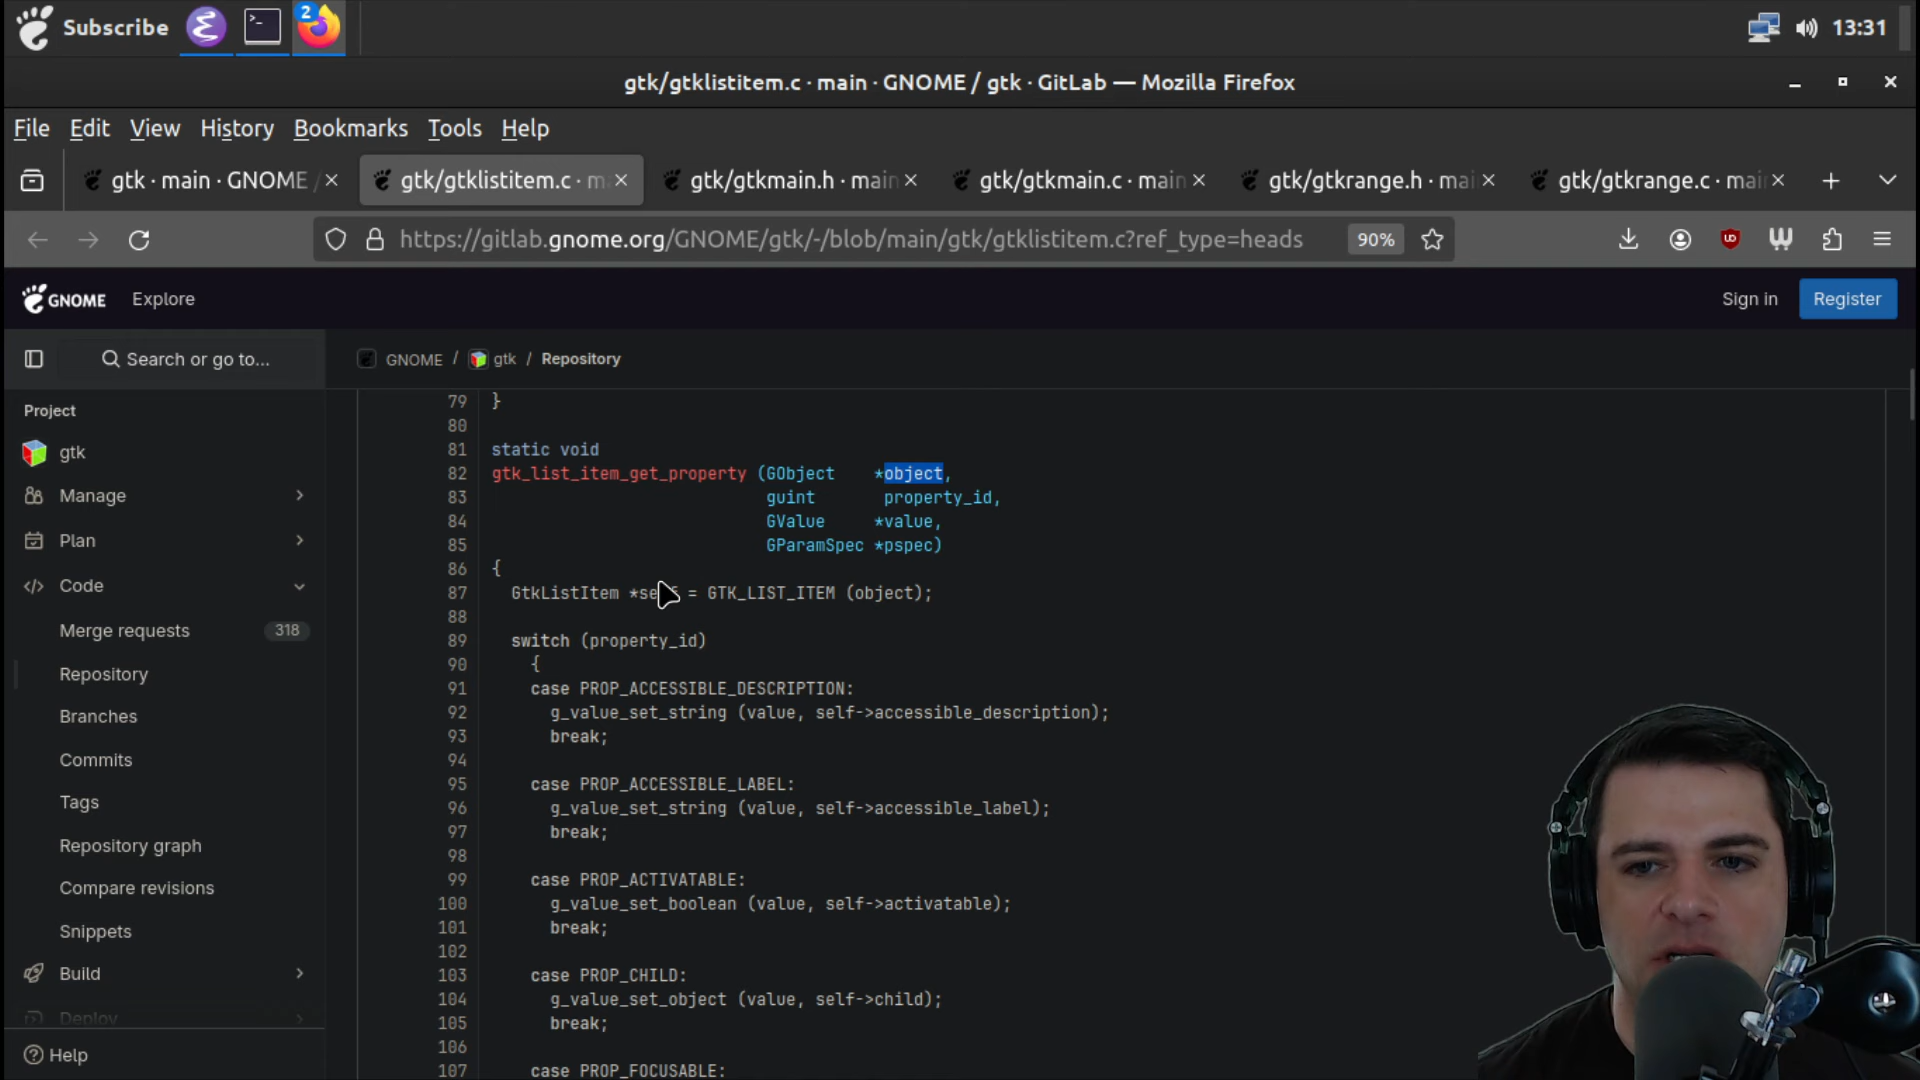 Subscribe
2
13:31
gtk/gtklistitem.c · main · GNOME / gtk · GitLab — Mozilla Firefox
File Edit View History Bookmarks Tools Help
gtk · main · GNOME /
gtk/gtklistitem.c · m
gtk/gtkmain.h · main
gtk/gtkmain.c · main
gtk/gtkrange.h · mai
gtk/gtkrange.c · mai
https://gitlab.gnome.org/GNOME/gtk/-/blob/main/gtk/gtklistitem.c?ref_type=heads
90%
GNOME
Explore
Sign in
Register
Search or go to...
GNOME / gtk / Repository
Project
gtk
Manage
Plan
Code
Merge requests 318
Repository
Branches
Commits
Tags
Repository graph
Compare revisions
Snippets
Build
Deploy
Help
79 }
80
81 static void
82 gtk_list_item_get_property (GObject *object,
83 guint property_id,
84 GValue *value,
85 GParamSpec *pspec)
86 {
87 GtkListItem *self = GTK_LIST_ITEM (object);
88
89 switch (property_id)
90 {
91 case PROP_ACCESSIBLE_DESCRIPTION:
92 g_value_set_string (value, self->accessible_description);
93 break;
94
95 case PROP_ACCESSIBLE_LABEL:
96 g_value_set_string (value, self->accessible_label);
97 break;
98
99 case PROP_ACTIVATABLE:
100 g_value_set_boolean (value, self->activatable);
101 break;
102
103 case PROP_CHILD:
104 g_value_set_object (value, self->child);
105 break;
106
107 case PROP_FOCUSABLE: